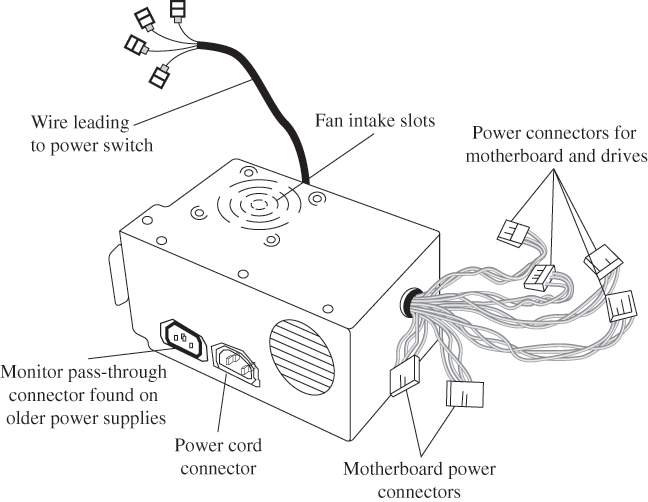 Wire leading
to power switch
Fan intake slots
Power connectors for
motherboard and drives
Monitor pass-through
connector found on
older power supplies
Power cord
connector
Motherboard power
connectors